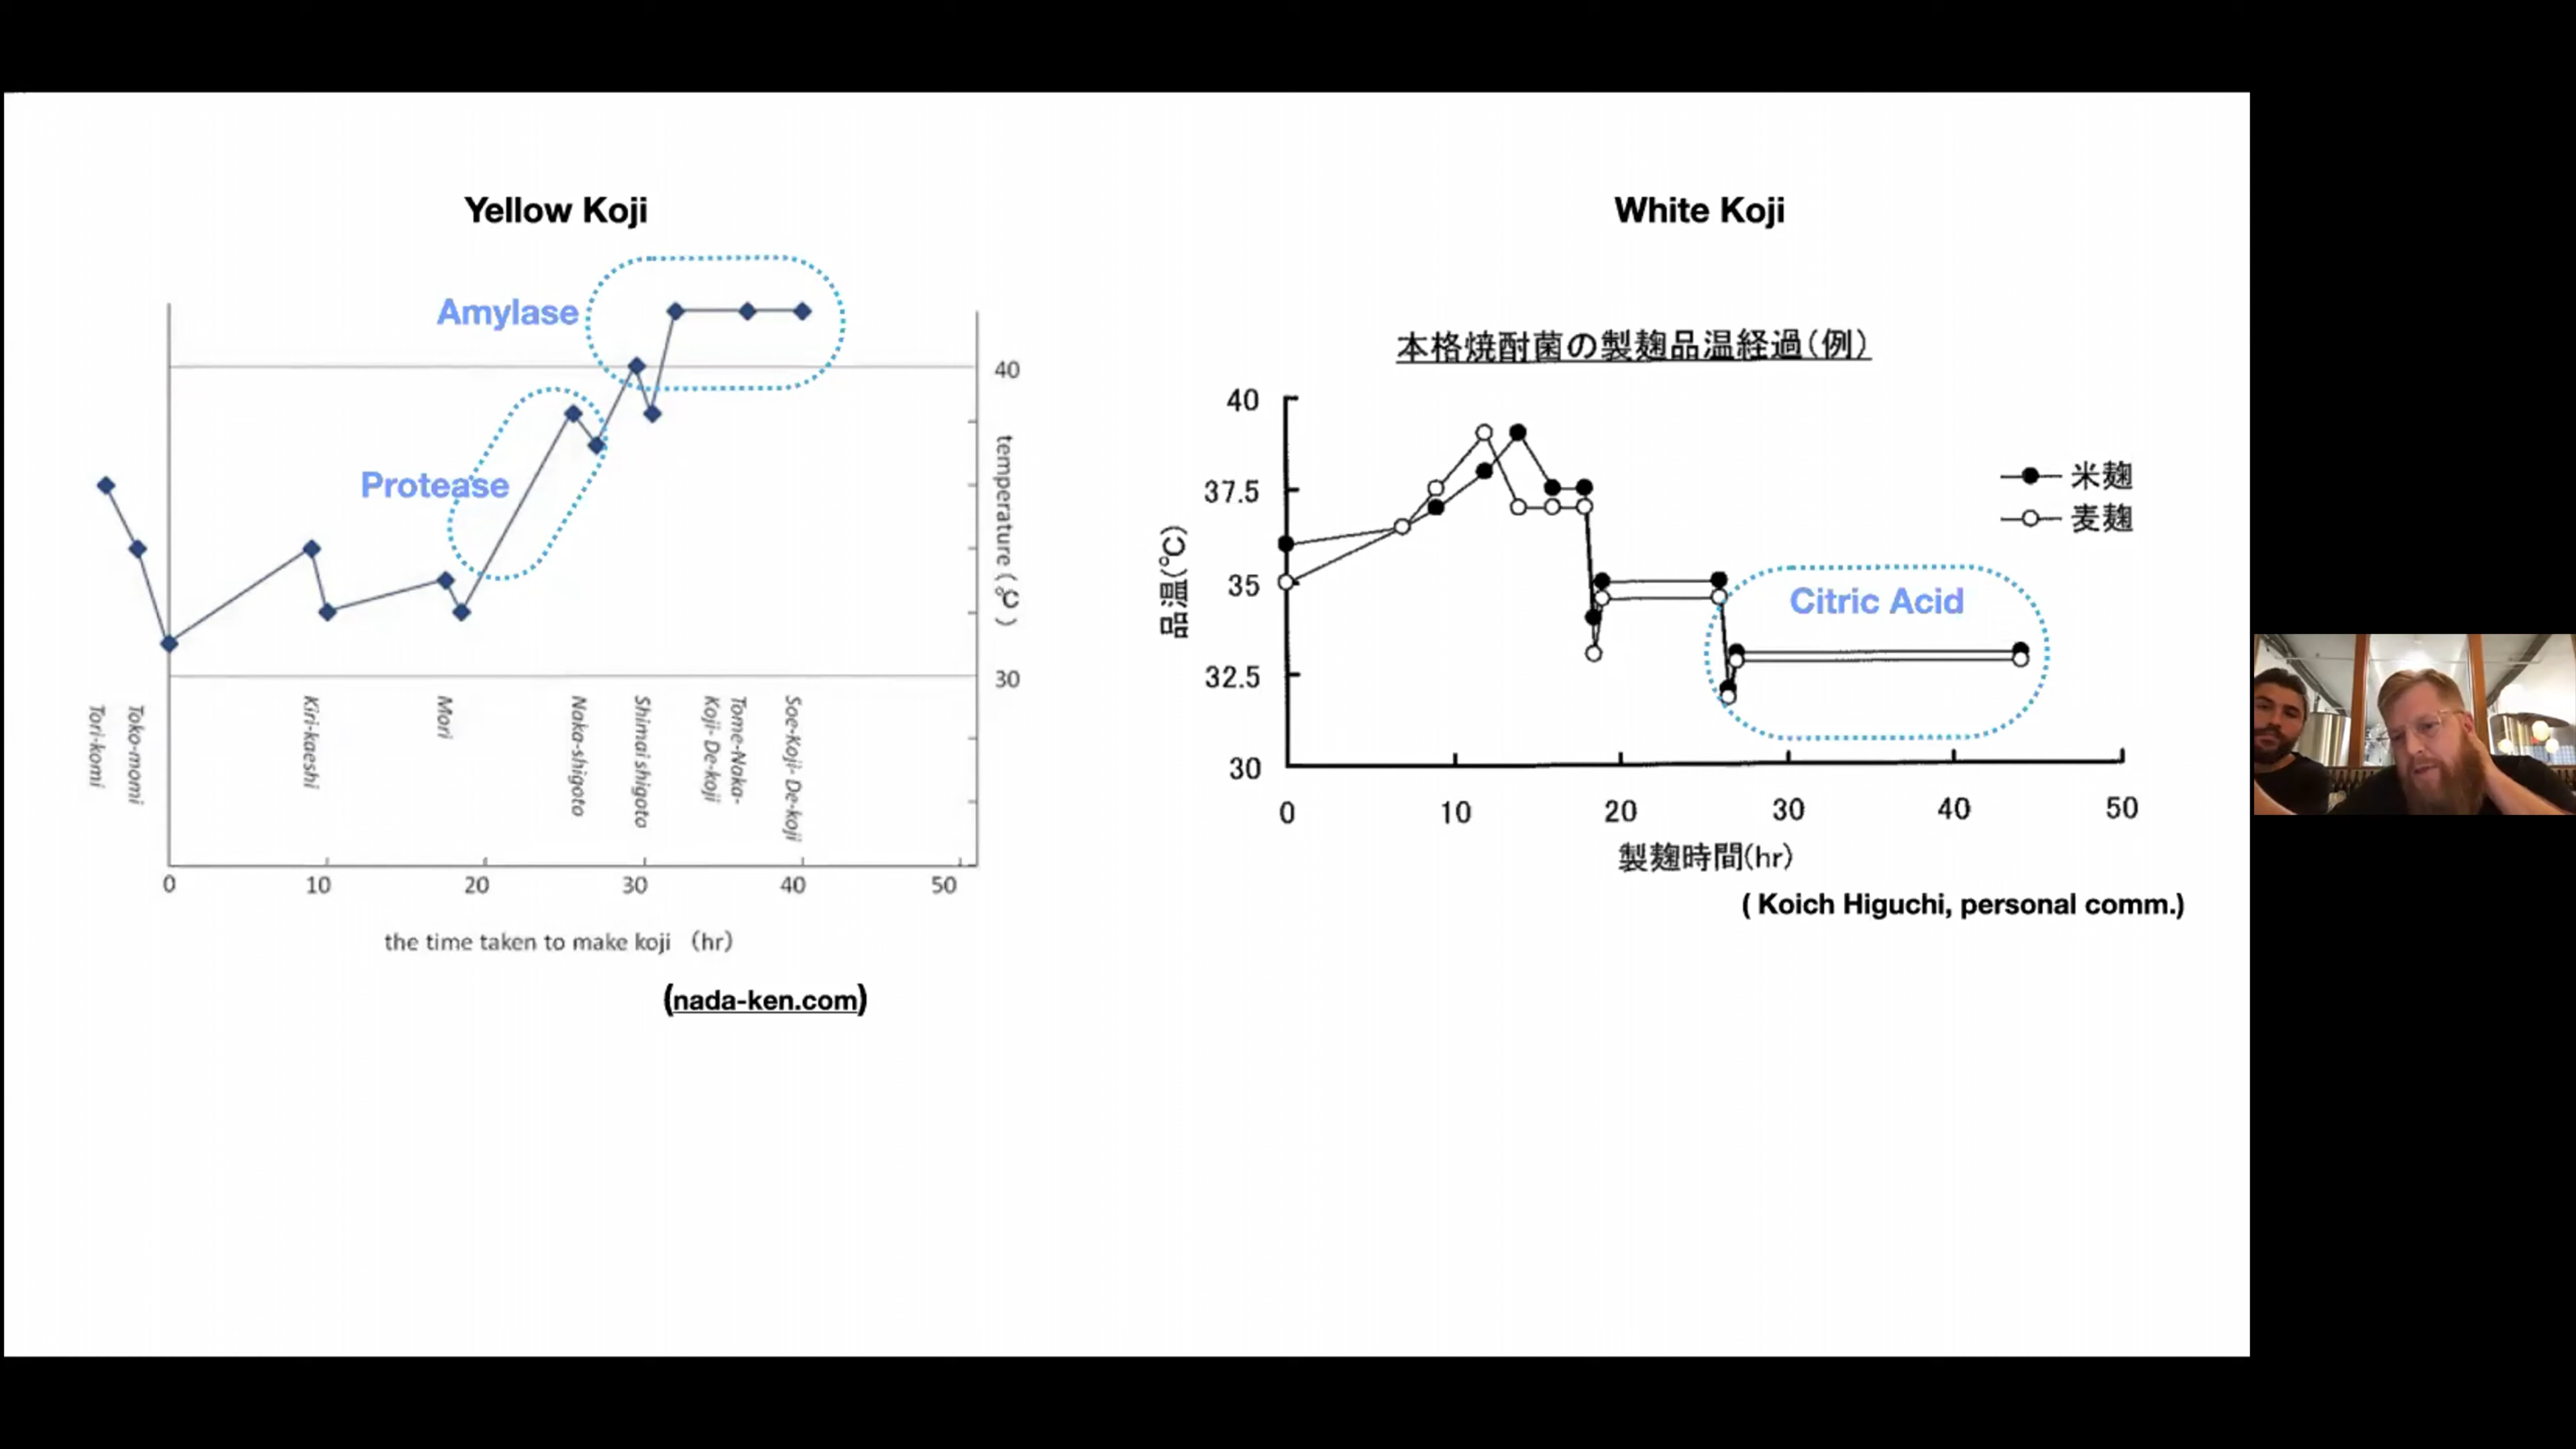 Yellow Koji
Amylase
Protease
40
30
temperature (℃)
Tori-komi
Toko-momi
Kiri-kaeshi
Mori
Naka-shigoto
Shimai shigoto
Tome-Naka-
Koji- De-koji
Soe-Koji- De-koji
0 10 20 30 40 50
the time taken to make koji (hr)
(nada-ken.com)
White Koji
本格焼酎菌の製麹品温経過(例)
40
37.5
35
32.5
30
品温(℃)
米麹
麦麹
Citric Acid
0 10 20 30 40 50
製麹時間(hr)
( Koich Higuchi, personal comm.)